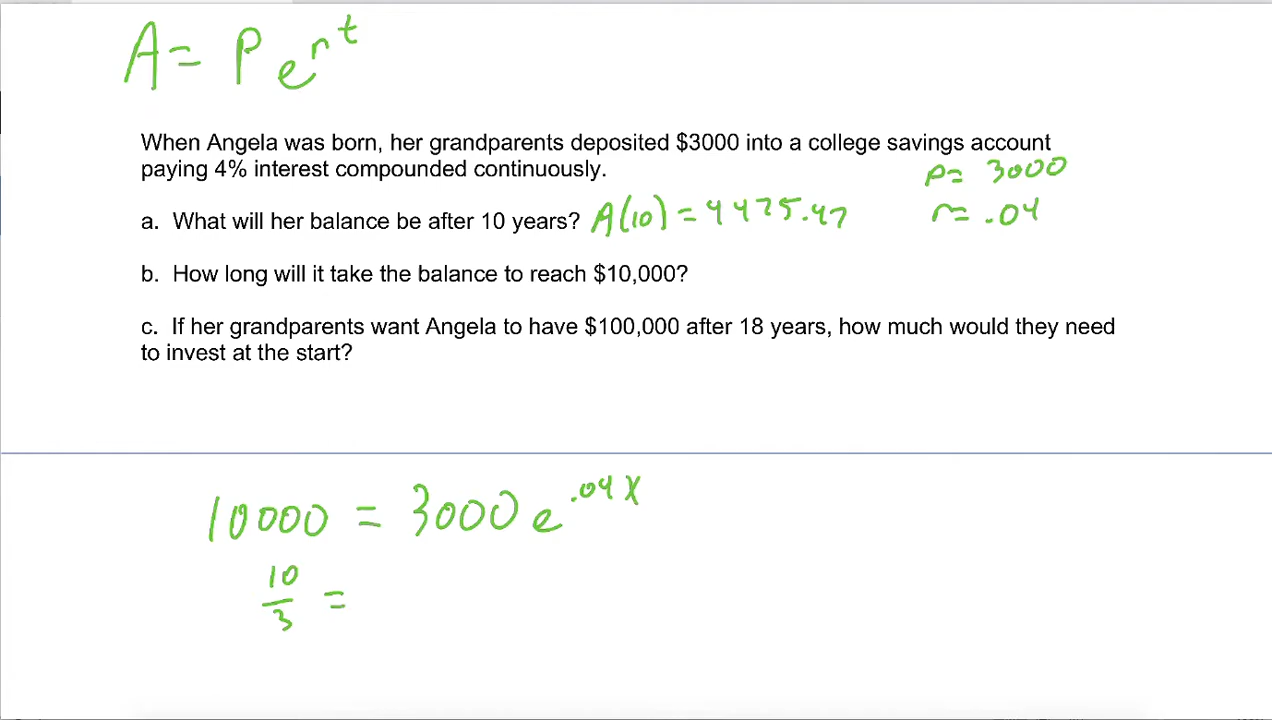 A = P e^rt
When Angela was born, her grandparents deposited $3000 into a college savings account
paying 4% interest compounded continuously.
P= 3000
a. What will her balance be after 10 years? A(10) = 4475.47
r= .04
b. How long will it take the balance to reach $10,000?
c. If her grandparents want Angela to have $100,000 after 18 years, how much would they need
to invest at the start?
10000 = 3000 e^.04x
10/3 =